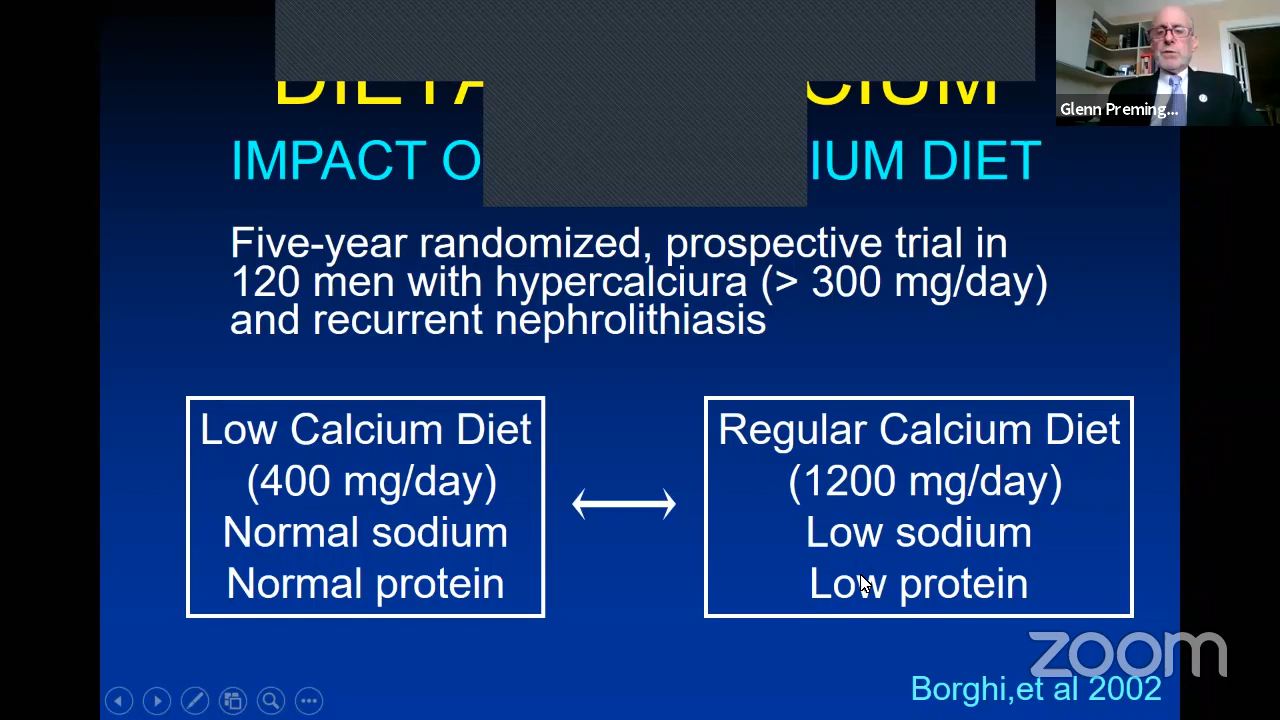 IMPACT O IUM DIET
Glenn Preming...
Five-year randomized, prospective trial in
120 men with hypercalciura (> 300 mg/day)
and recurrent nephrolithiasis
Low Calcium Diet
(400 mg/day)
Normal sodium
Normal protein
Regular Calcium Diet
(1200 mg/day)
Low sodium
Low protein
zoom
Borghi,et al 2002